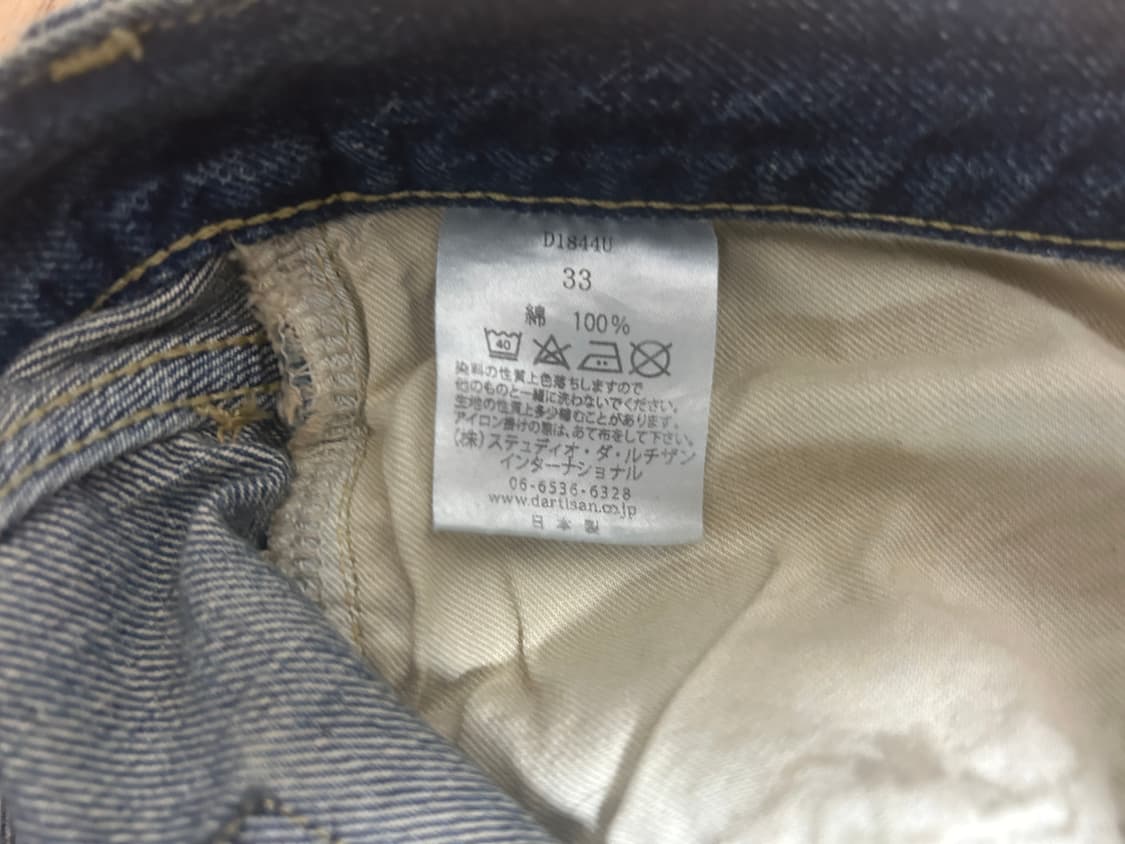 D1844U
33
綿 100%
40
染料の性質上色落ちしますので
他のものと一緒に洗わないでください。
生地の性質上多少縮むことがあります。
アイロン掛けの際は、あて布をして下さい。
(株)ステュディオ・ダ・ルチザン
インターナショナル
06-6536-6328
www.dartisan.co.jp
日本製